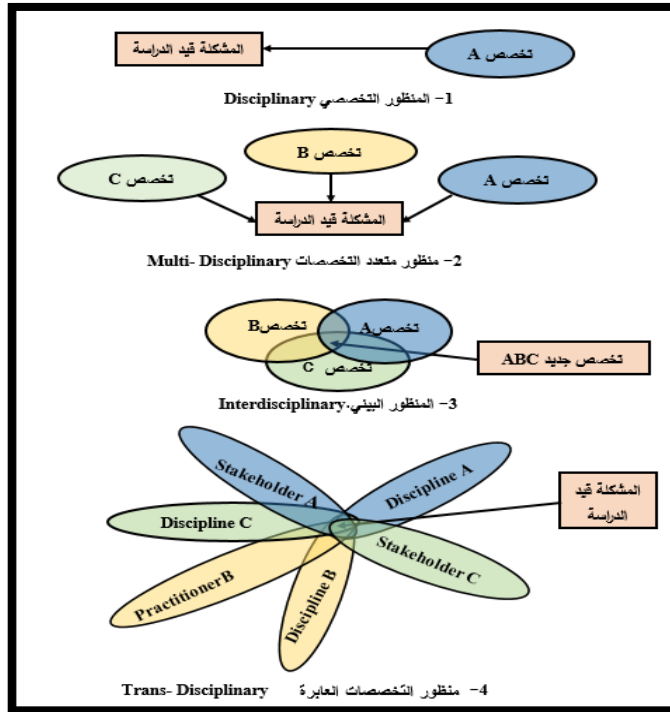 تخصص A
المشكلة قيد الدراسة
1- المنظور التخصصي Disciplinary
تخصص B
تخصص A
تخصص C
المشكلة قيد الدراسة
2- منظور متعدد التخصصات Multi- Disciplinary
تخصصA
تخصصB
تخصص C
تخصص جديد ABC
3- المنظور البيني.Interdisciplinary
Stakeholder A
Discipline A
المشكلة قيد
الدراسة
Discipline C
Stakeholder C
PractitionerB
Discipline B
4- منظور التخصصات العابرة Trans- Disciplinary